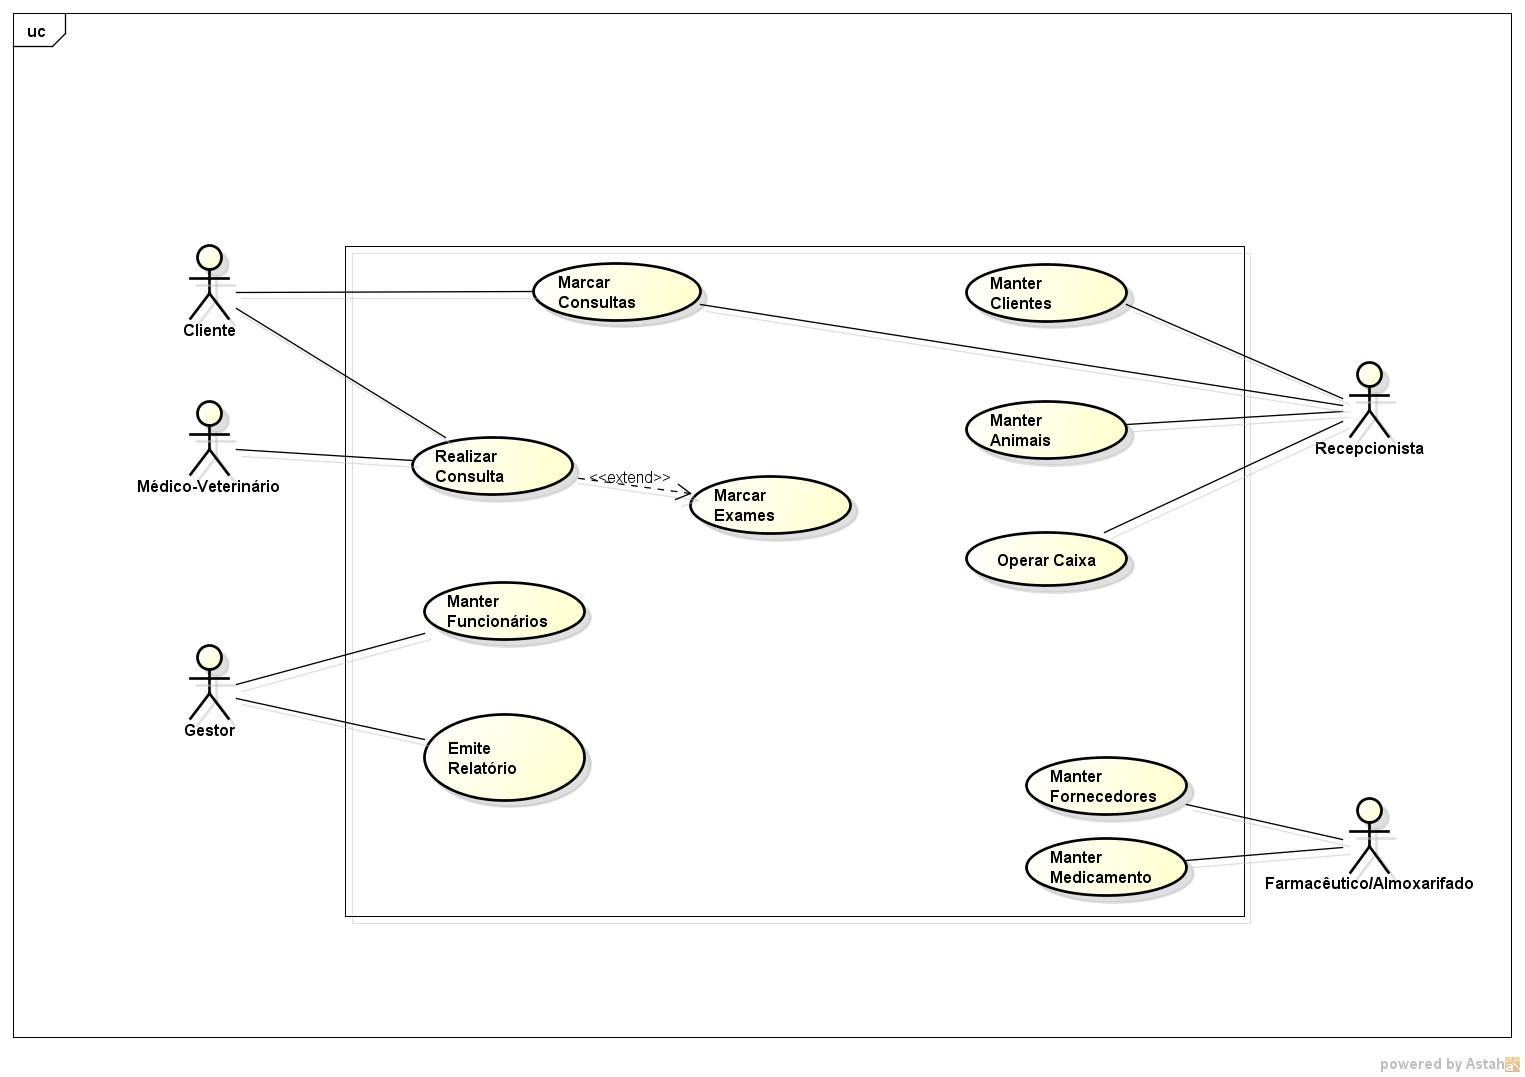 uc
Cliente
Marcar
Consultas
Manter
Clientes
Médico-Veterinário
Realizar
Consulta
<<extend>>
Marcar
Exames
Manter
Animais
Recepcionista
Operar Caixa
Gestor
Manter
Funcionários
Emite
Relatório
Manter
Fornecedores
Manter
Medicamento
Farmacêutico/Almoxarifado
powered by Astah